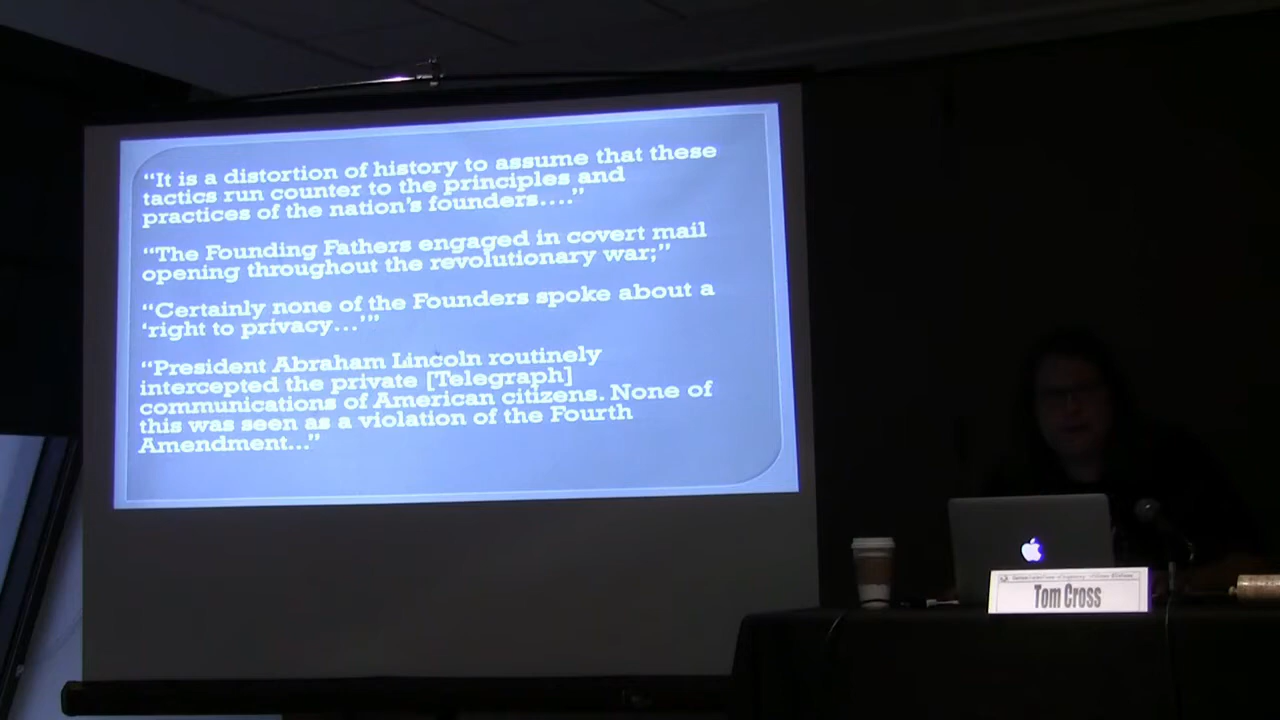 “It is a distortion of history to assume that these
tactics run counter to the principles and
practices of the nation’s founders….”
“The Founding Fathers engaged in covert mail
opening throughout the revolutionary war;”
“Certainly none of the Founders spoke about a
‘right to privacy…’”
“President Abraham Lincoln routinely
intercepted the private [Telegraph]
communications of American citizens. None of
this was seen as a violation of the Fourth
Amendment…”
Tom Cross